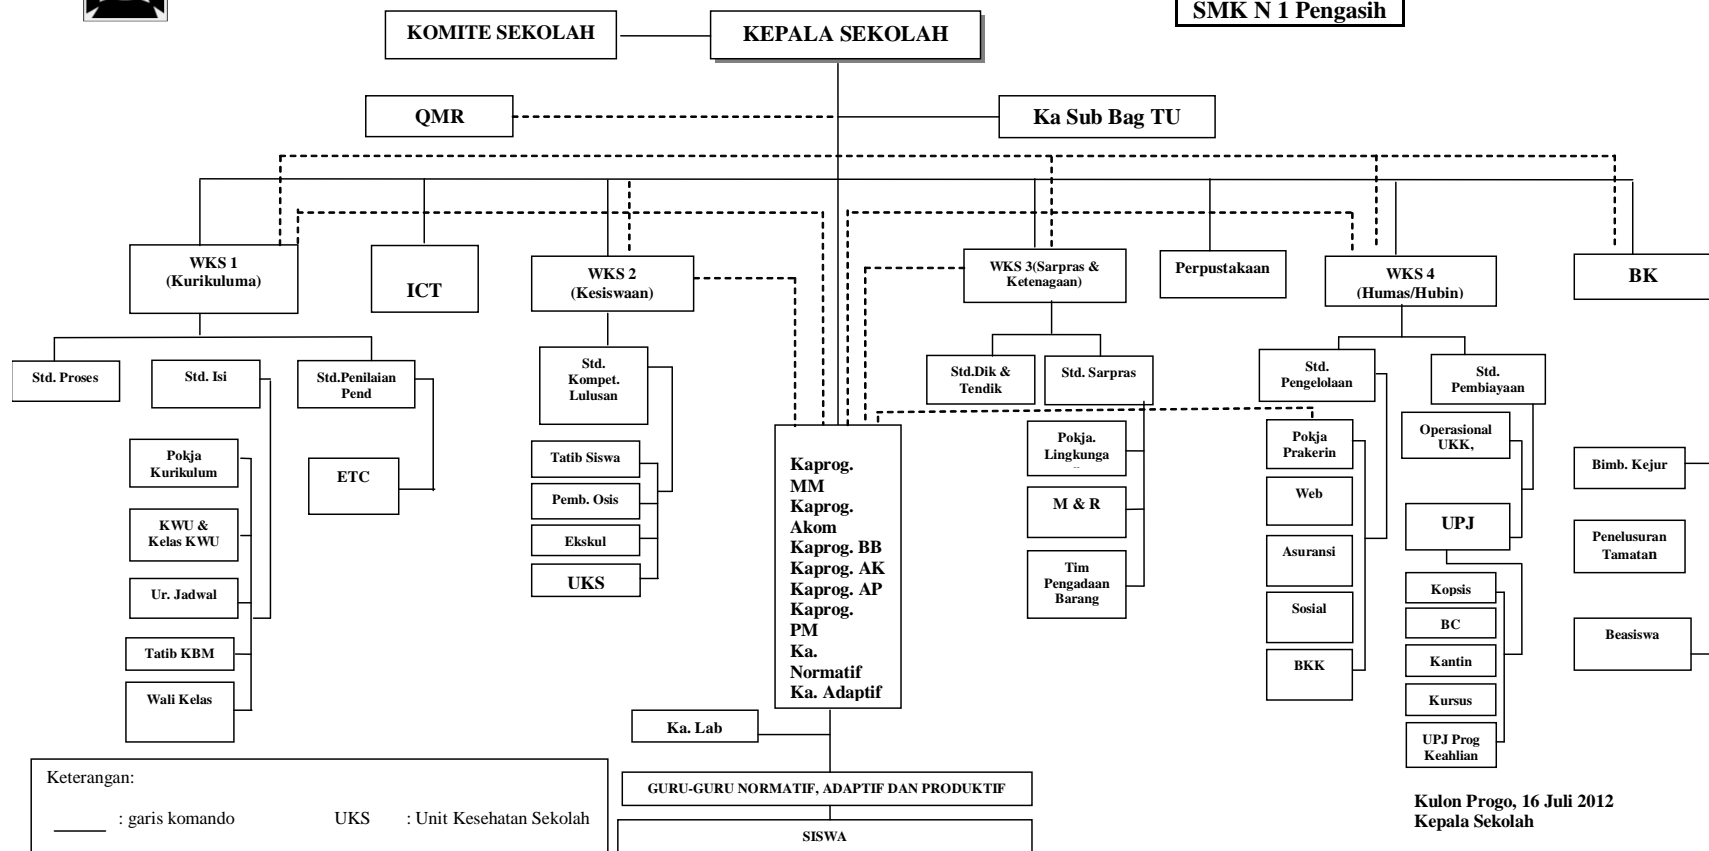 SMK N 1 Pengasih
KOMITE SEKOLAH
KEPALA SEKOLAH
QMR
Ka Sub Bag TU
WKS 1
(Kurikuluma)
ICT
WKS 2
(Kesiswaan)
WKS 3(Sarpras &
Ketenagaan)
Perpustakaan
WKS 4
(Humas/Hubin)
BK
Std. Proses
Std. Isi
Std.Penilaian
Pend
Std.
Kompet.
Lulusan
Std.Dik &
Tendik
Std. Sarpras
Std.
Pengelolaan
Std.
Pembiayaan
Pokja
Kurikulum
KWU &
Kelas KWU
Ur. Jadwal
Tatib KBM
Wali Kelas
ETC
Tatib Siswa
Pemb. Osis
Ekskul
UKS
Kaprog.
MM
Kaprog.
Akom
Kaprog. BB
Kaprog. AK
Kaprog. AP
Kaprog.
PM
Ka.
Normatif
Ka. Adaptif
Pokja.
Lingkunga
M & R
Tim
Pengadaan
Barang
Pokja
Prakerin
Web
Asuransi
Sosial
BKK
Operasional
UKK,
UPJ
Kopsis
BC
Kantin
Kursus
UPJ Prog
Keahlian
Bimb. Kejur
Penelusuran
Tamatan
Beasiswa
Ka. Lab
GURU-GURU NORMATIF, ADAPTIF DAN PRODUKTIF
SISWA
Keterangan:
: garis komando UKS : Unit Kesehatan Sekolah
Kulon Progo, 16 Juli 2012
Kepala Sekolah